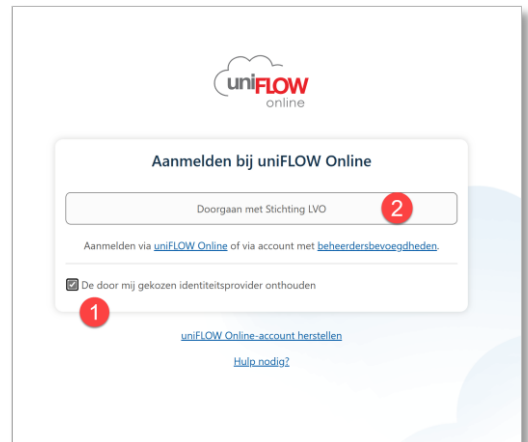 uniFLOW
online
Aanmelden bij uniFLOW Online
Doorgaan met Stichting LVO
2
Aanmelden via uniFLOW Online of via account met beheerdersbevoegdheden.
De door mij gekozen identiteitsprovider onthouden
1
uniFLOW Online-account herstellen
Hulp nodig?